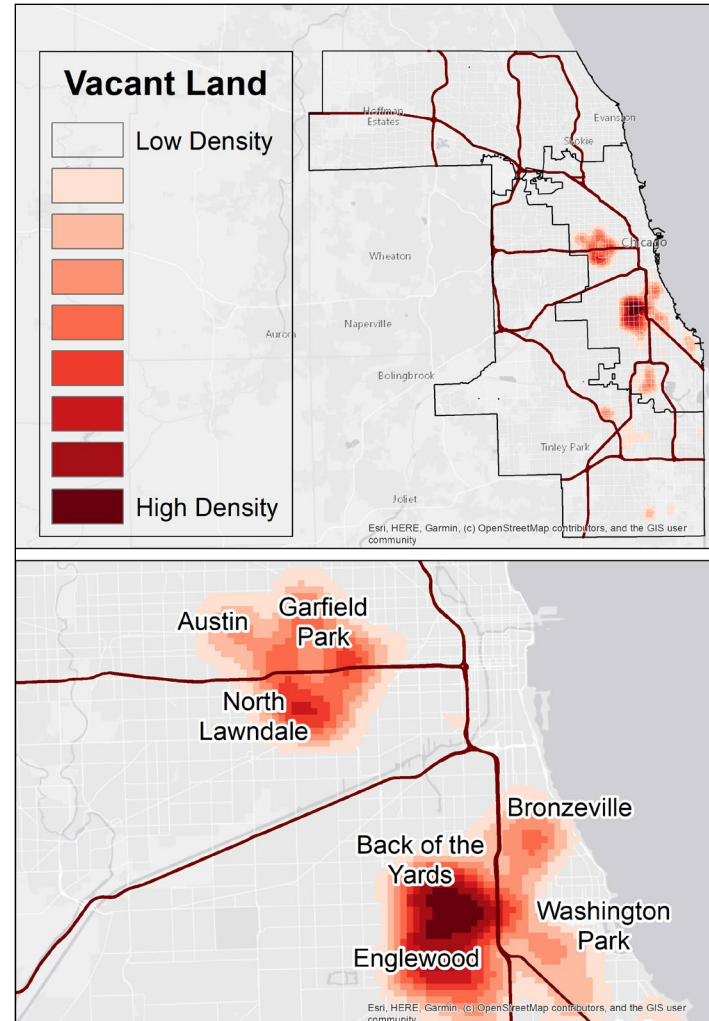 Vacant Land
Low Density
High Density
Hoffman
Estates
Evanston
Skokie
Chicago
Wheaton
Aurora
Naperville
Bolingbrook
Tinley Park
Joliet
Esri, HERE, Garmin, (c) OpenStreetMap contributors, and the GIS user
community
Austin
Garfield
Park
North
Lawndale
Bronzeville
Back of the
Yards
Washington
Park
Englewood
Esri, HERE, Garmin, (c) OpenStreetMap contributors, and the GIS user
community